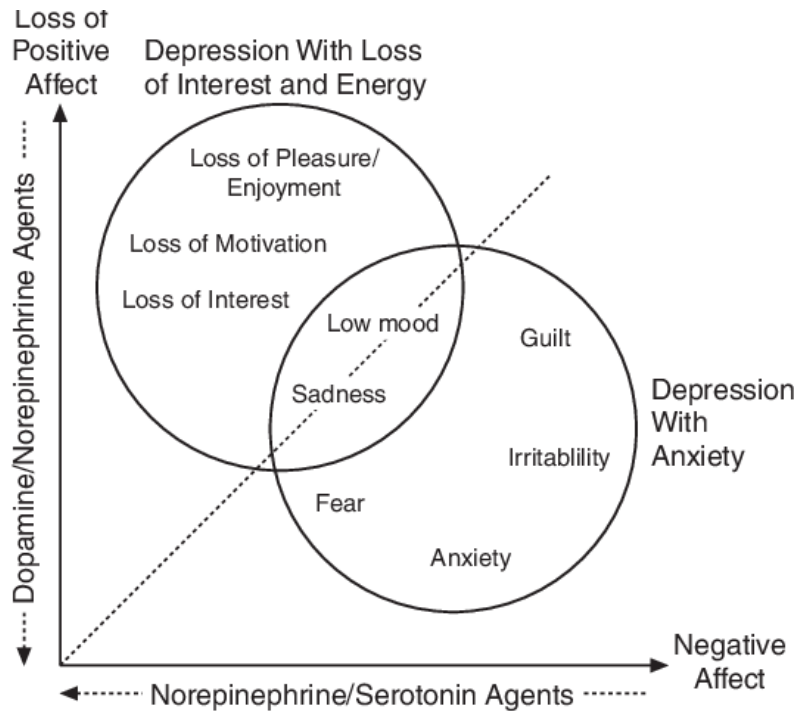 Loss of
Positive
Affect
Depression With Loss
of Interest and Energy
Loss of Pleasure/
Enjoyment
Loss of Motivation
Loss of Interest
Low mood
Sadness
Guilt
Irritablility
Fear
Anxiety
Depression
With
Anxiety
Dopamine/Norepinephrine Agents
Negative
Affect
Norepinephrine/Serotonin Agents